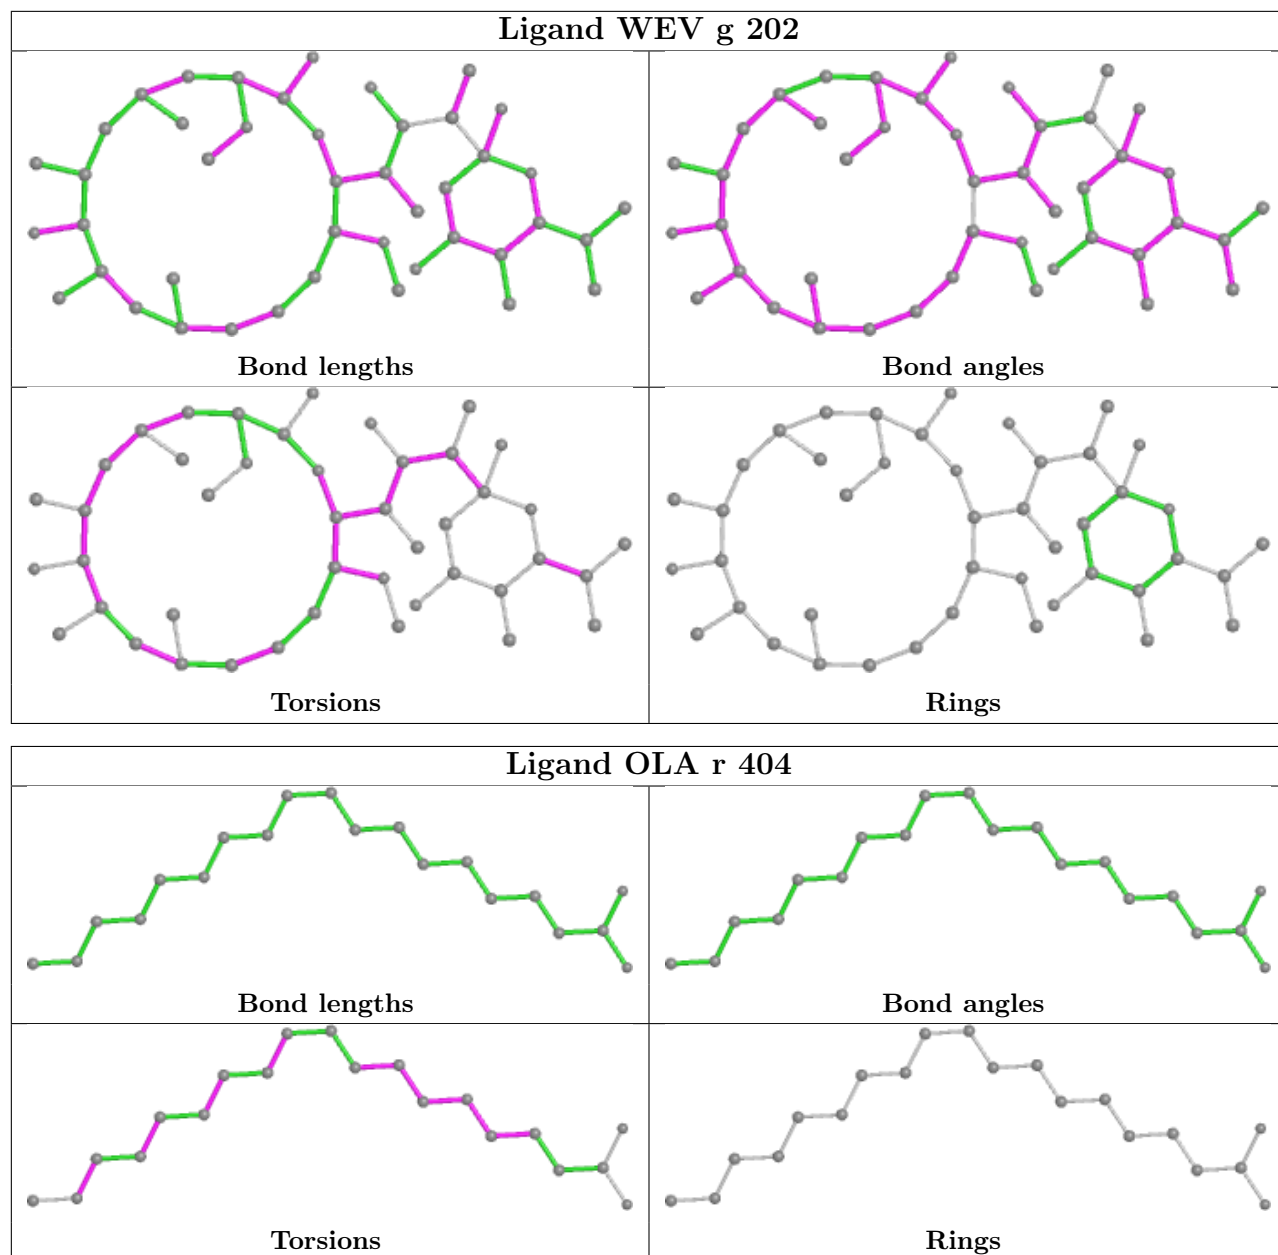 Ligand WEV g 202
Bond lengths
Bond angles
Torsions
Rings
Ligand OLA r 404
Bond lengths
Bond angles
Torsions
Rings